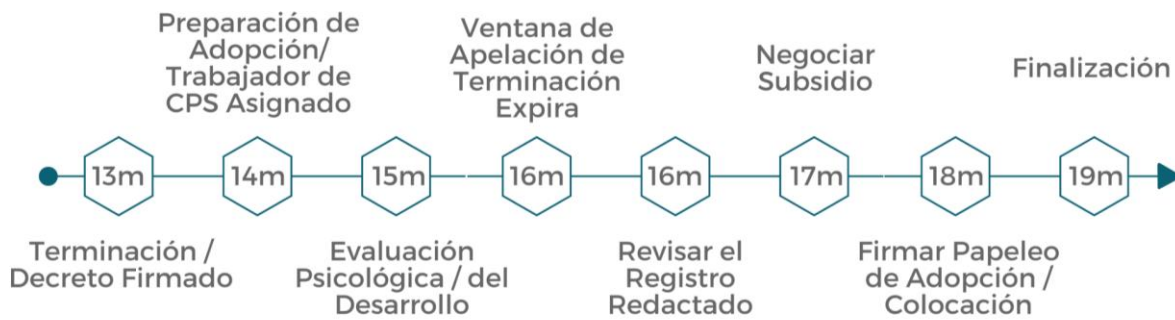 Preparación de
Adopción/
Trabajador de
CPS Asignado
Ventana de
Apelación de
Terminación
Expira
Negociar
Subsidio
Finalización
13m
14m
15m
16m
16m
17m
18m
19m
Terminación /
Decreto Firmado
Evaluación
Psicológica / del
Desarrollo
Revisar el
Registro
Redactado
Firmar Papeleo
de Adopción /
Colocación